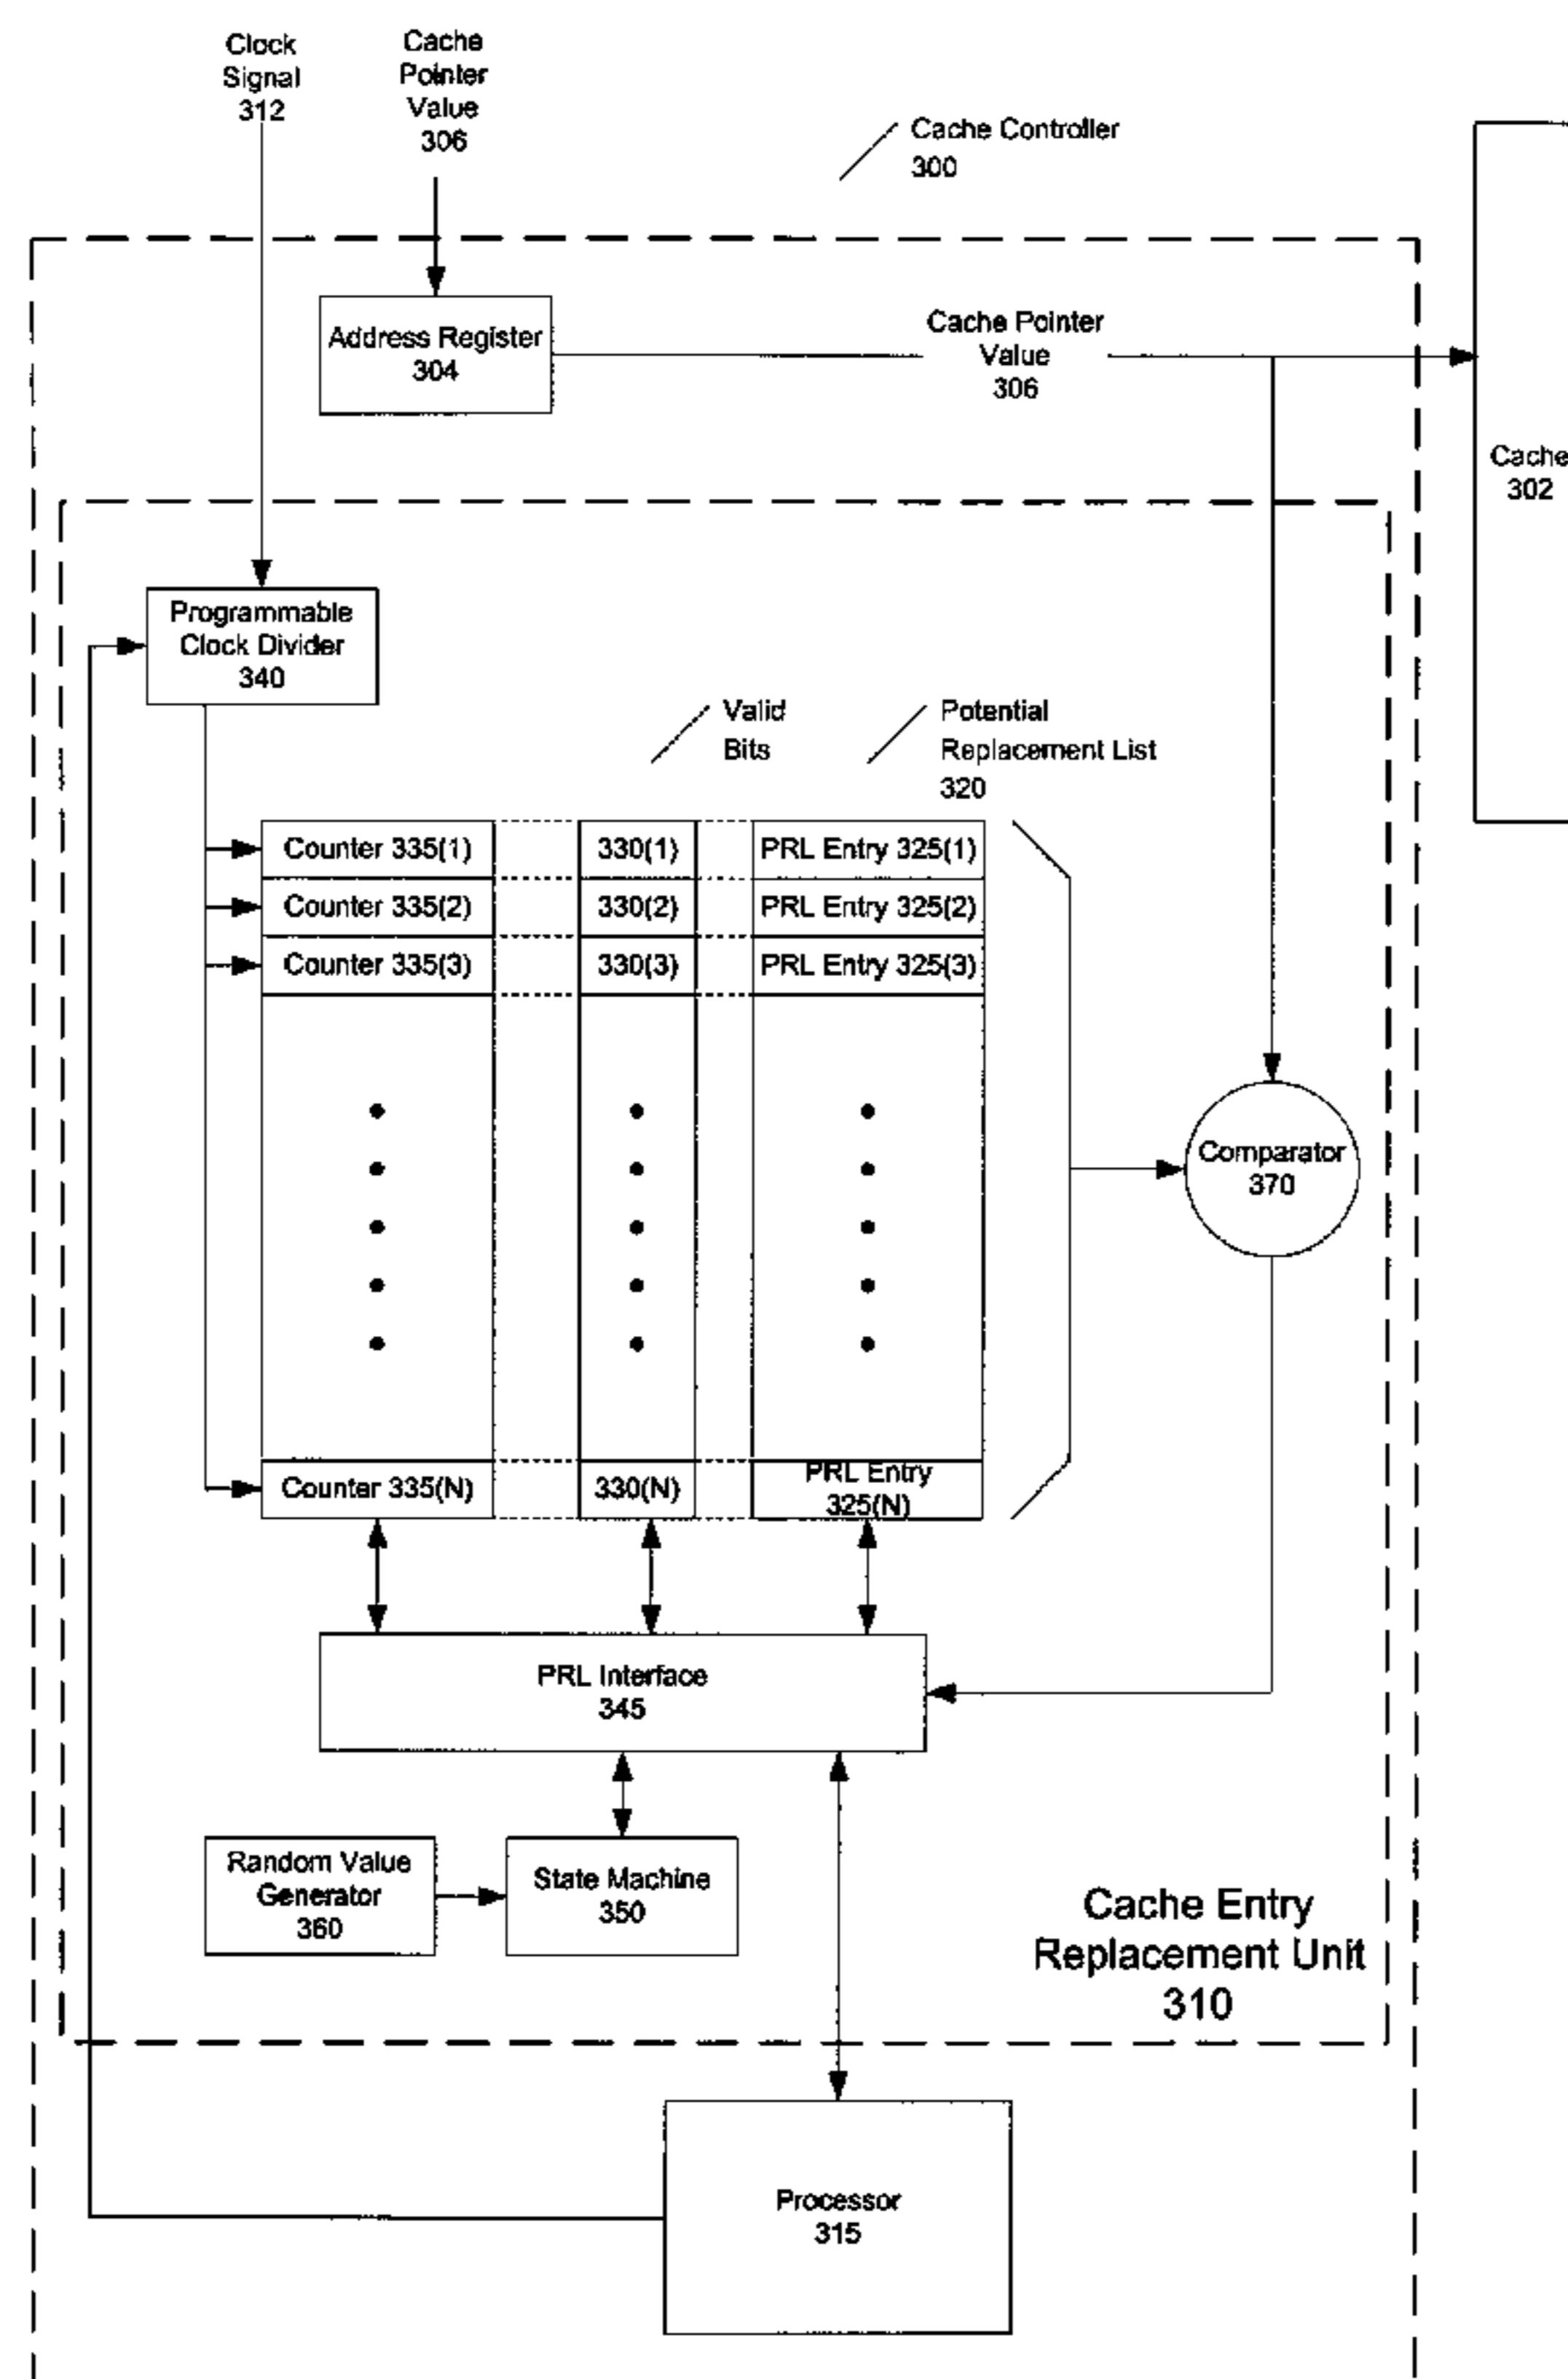 Clock
Signal
312
Cache
Pointer
Value
306
Cache Controller
300
Address Register
304
Cache Pointer
Value
306
Cache
302
Programmable
Clock Divider
340
Valid
Bits
Potential
Replacement List
320
Counter 335(1)
330(1)
PRL Entry 325(1)
Counter 335(2)
330(2)
PRL Entry 325(2)
Counter 335(3)
330(3)
PRL Entry 325(3)
Comparator
370
Counter 335(N)
330(N)
PRL Entry
325(N)
PRL Interface
345
Random Value
Generator
360
State Machine
350
Cache Entry
Replacement Unit
310
Processor
315